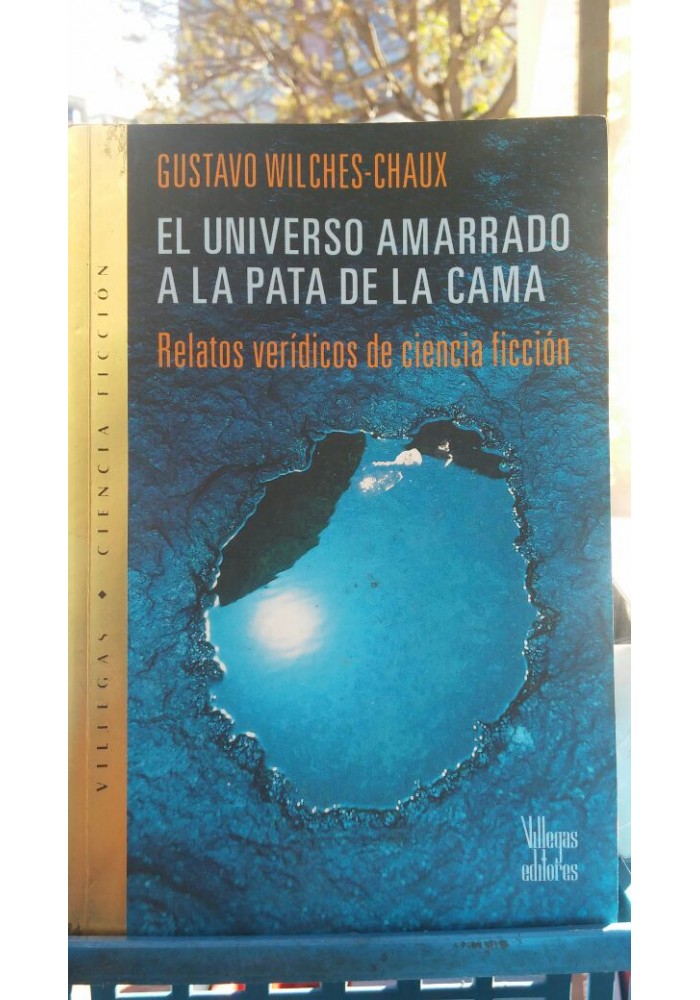 GUSTAVO WILCHES-CHAUX
EL UNIVERSO AMARRADO
A LA PATA DE LA CAMA
Relatos verídicos de ciencia ficción
VILLEGAS ♦ CIENCIA FICCIÓN
Villegas
editores